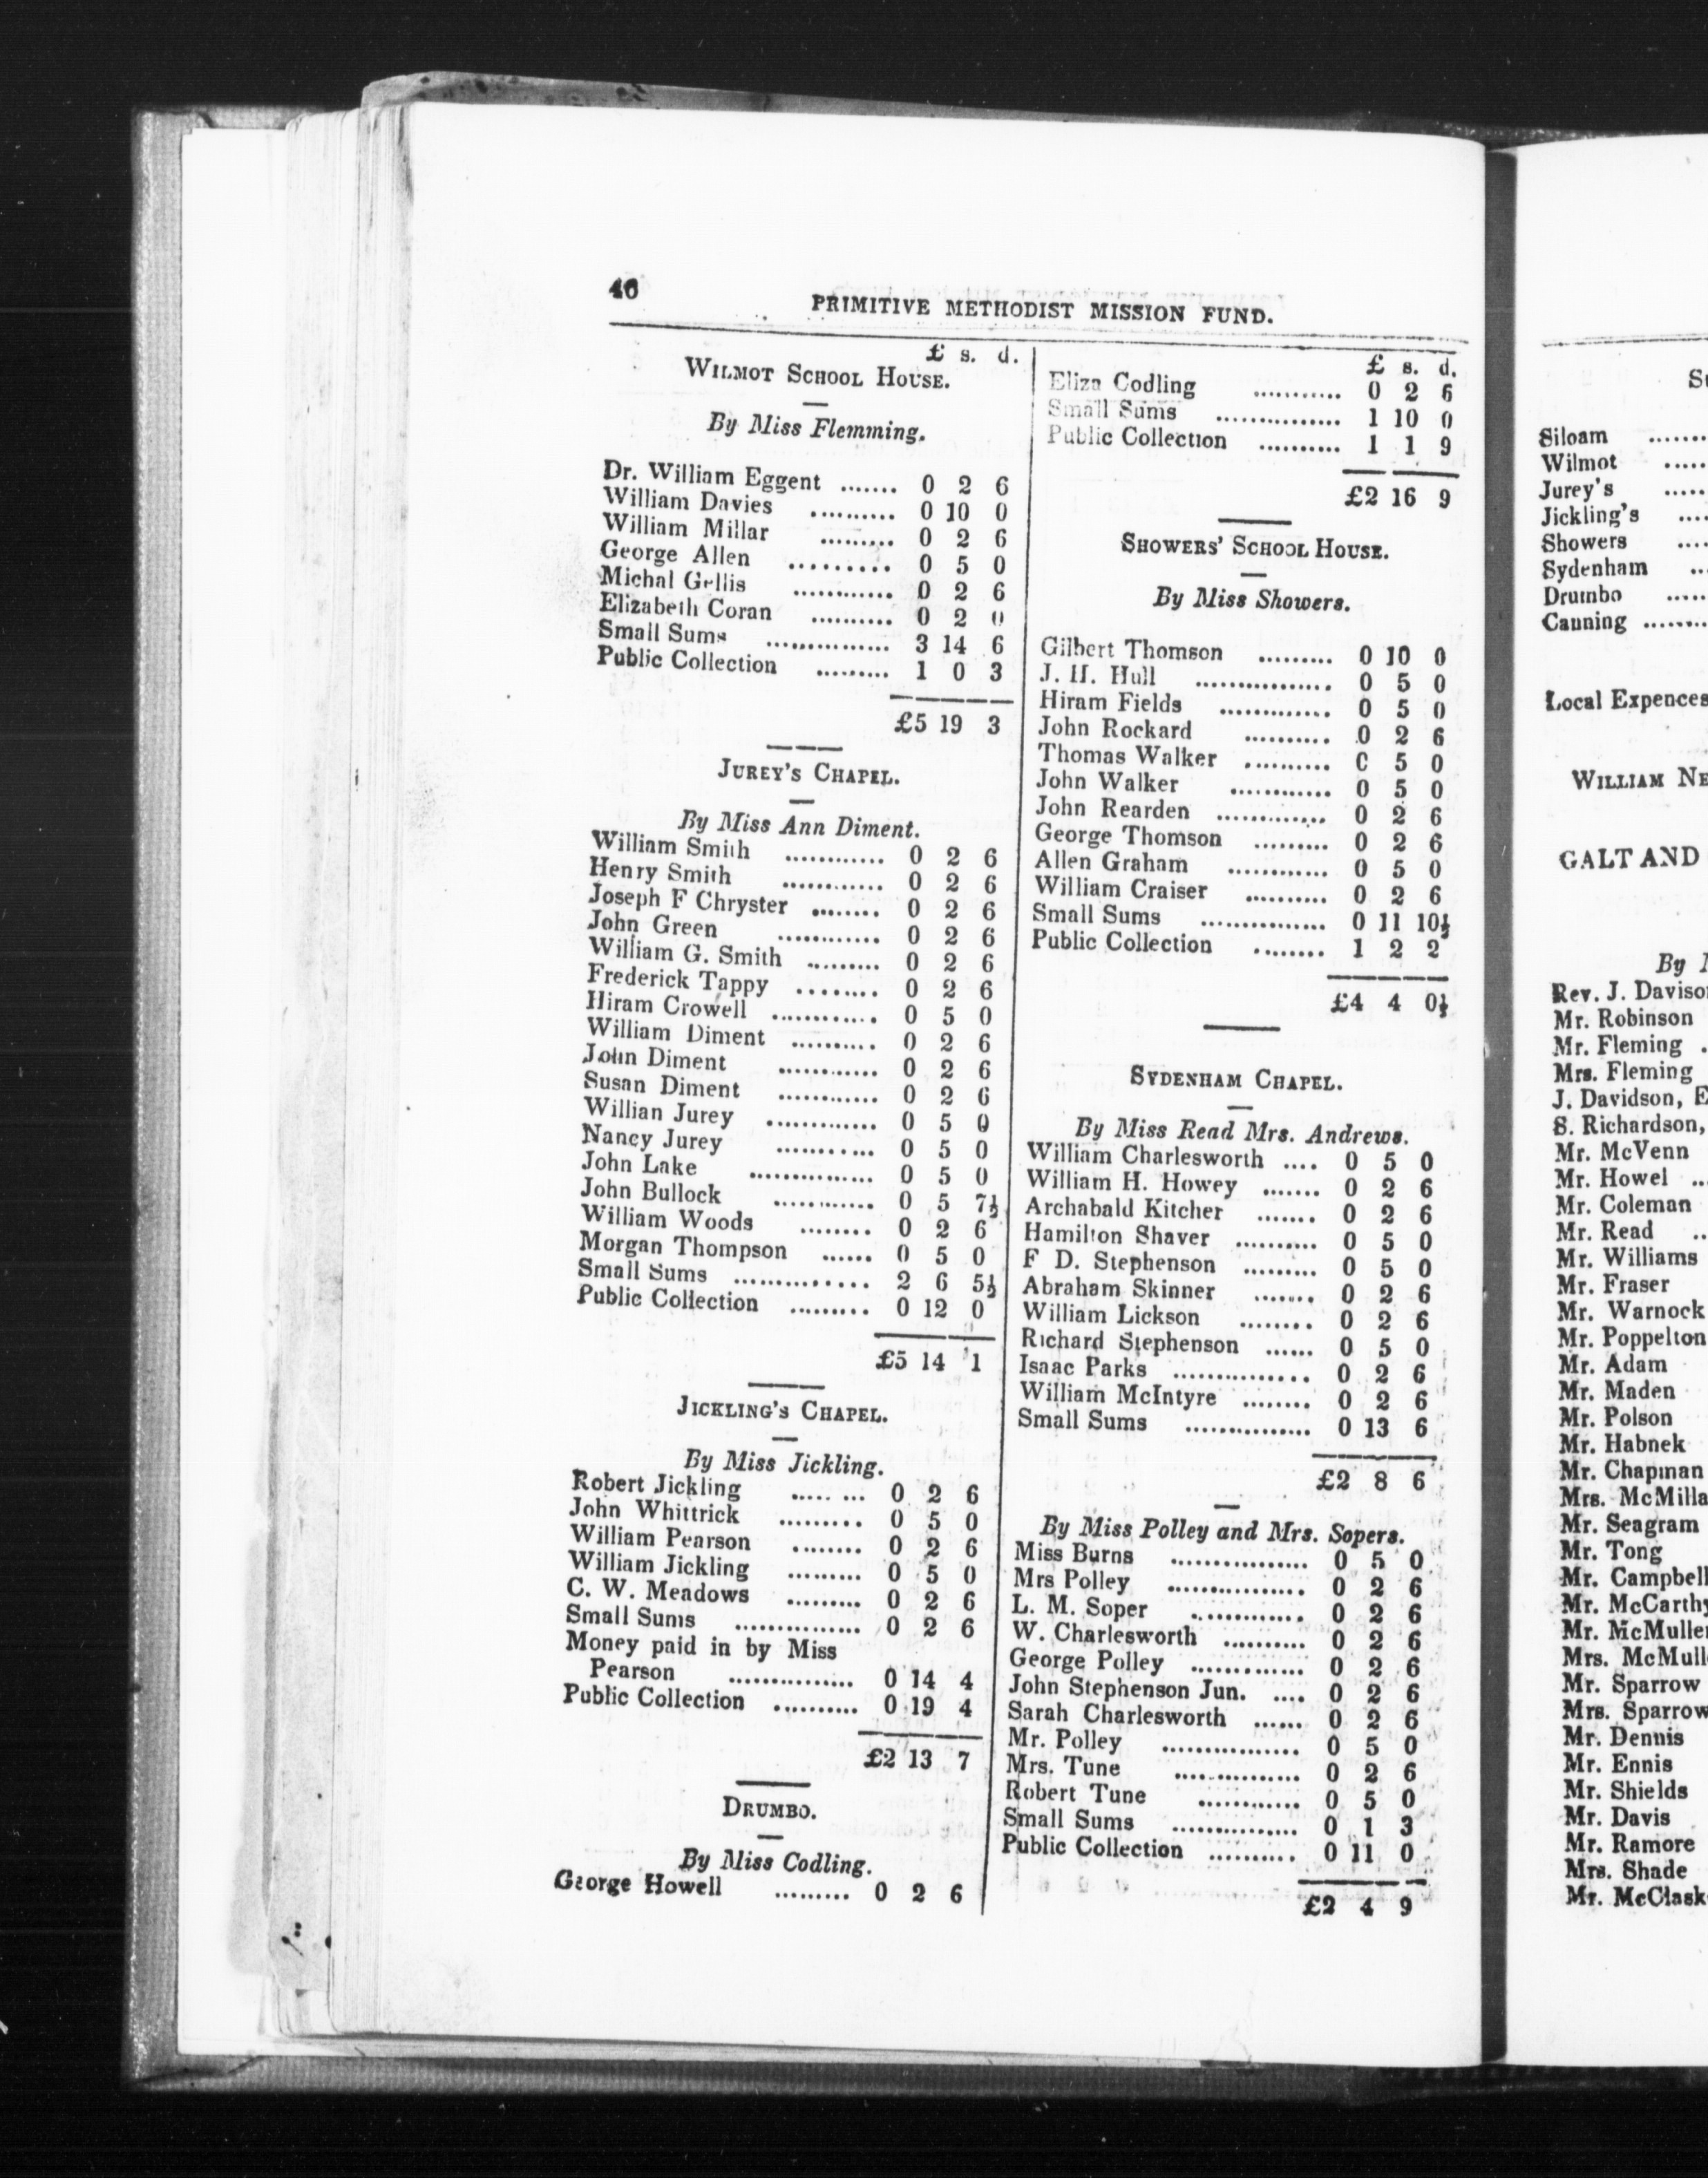 46
PRIMITIVE METHODIST MISSION FUND.
£ s. d.
WILMOT SCHOOL HOUSE.
By Miss Flemming.
Dr. William Eggent ....... 0 2 6
William Davies .......... 0 10 0
William Millar ......... 0 2 6
George Allen ......... 0 5 0
Michal Gellis ............ 0 2 6
Elizabeth Coran .......... 0 2 0
Small Sums ............... 3 14 6
Public Collection ......... 1 0 3
£5 19 3
JUREY'S CHAPEL.
By Miss Ann Diment.
William Smith ............ 0 2 6
Henry Smith ............ 0 2 6
Joseph F Chryster ........ 0 2 6
John Green ............ 0 2 6
William G. Smith ......... 0 2 6
Frederick Tappy ........ 0 2 6
Hiram Crowell ............ 0 5 0
William Diment .......... 0 2 6
John Diment ............ 0 2 6
Susan Diment ............ 0 2 6
Willian Jurey ............. 0 5 0
Nancy Jurey ........... 0 5 0
John Lake ............... 0 5 0
John Bullock ............ 0 5 7½
William Woods ........ 0 2 6
Morgan Thompson ...... 0 5 0
Small Sums .............. 2 6 5½
Public Collection ......... 0 12 0
£5 14 1
JICKLING'S CHAPEL.
By Miss Jickling.
Robert Jickling ..... ... 0 2 6
John Whittrick ......... 0 5 0
William Pearson ........ 0 2 6
William Jickling ......... 0 5 0
C. W. Meadows ......... 0 2 6
Small Sums ............... 0 2 6
Money paid in by Miss
Pearson ............... 0 14 4
Public Collection .......... 0 19 4
£2 13 7
DRUMBO.
By Miss Codling.
George Howell ......... 0 2 6
£ s. d.
Eliza Codling ........... 0 2 6
Small Sums ............... 1 10 0
Public Collection .......... 1 1 9
£2 16 9
SHOWERS' SCHOOL HOUSE.
By Miss Showers.
Gilbert Thomson ......... 0 10 0
J. H. Hull ................ 0 5 0
Hiram Fields ............. 0 5 0
John Rockard .......... 0 2 6
Thomas Walker .......... C 5 0
John Walker ............ 0 5 0
John Rearden ............. 0 2 6
George Thomson ......... 0 2 6
Allen Graham ............ 0 5 0
William Craiser .......... 0 2 6
Small Sums ............... 0 11 10½
Public Collection ........ 1 2 2
£4 4 0½
SYDENHAM CHAPEL.
By Miss Read Mrs. Andrews.
William Charlesworth .... 0 5 0
William H. Howey ....... 0 2 6
Archabald Kitcher ....... 0 2 6
Hamilton Shaver .......... 0 5 0
F D. Stephenson ......... 0 5 0
Abraham Skinner ....... 0 2 6
William Lickson ........ 0 2 6
Richard Stephenson ...... 0 5 0
Isaac Parks ............... 0 2 6
William McIntyre ........ 0 2 6
Small Sums ............... 0 13 6
£2 8 6
By Miss Polley and Mrs. Sopers.
Miss Burns ................ 0 5 0
Mrs Polley ................ 0 2 6
L. M. Soper ............. 0 2 6
W. Charlesworth .......... 0 2 6
George Polley ............. 0 2 6
John Stephenson Jun. .... 0 2 6
Sarah Charlesworth ...... 0 2 6
Mr. Polley ................ 0 5 0
Mrs. Tune ............... 0 2 6
Robert Tune ............ 0 5 0
Small Sums ............... 0 1 3
Public Collection .......... 0 11 0
£2 4 9
Siloam .......
Wilmot .....
Jurey's .....
Jickling's ....
Showers ....
Sydenham ..
Drumbo .....
Canning ........
Local Expences
WILLIAM
GALT AND
By
Rev. J. Daviso
Mr. Robinson
Mr. Fleming .
Mrs. Fleming
J. Davidson, E
S. Richardson,
Mr. McVenn
Mr. Howel ..
Mr. Coleman
Mr. Read ..
Mr. Williams
Mr. Fraser
Mr. Warnock
Mr. Poppelton
Mr. Adam
Mr. Maden
Mr. Polson
Mr. Habnek
Mr. Chapman
Mrs. McMilla
Mr. Seagram
Mr. Tong
Mr. Campbell
Mr. McCarthy
Mr. McMulle
Mrs. McMull
Mr. Sparrow
Mrs. Sparrow
Mr. Dennis
Mr. Ennis
Mr. Shields
Mr. Davis
Mr. Ramore
Mrs. Shade
Mr. McClask